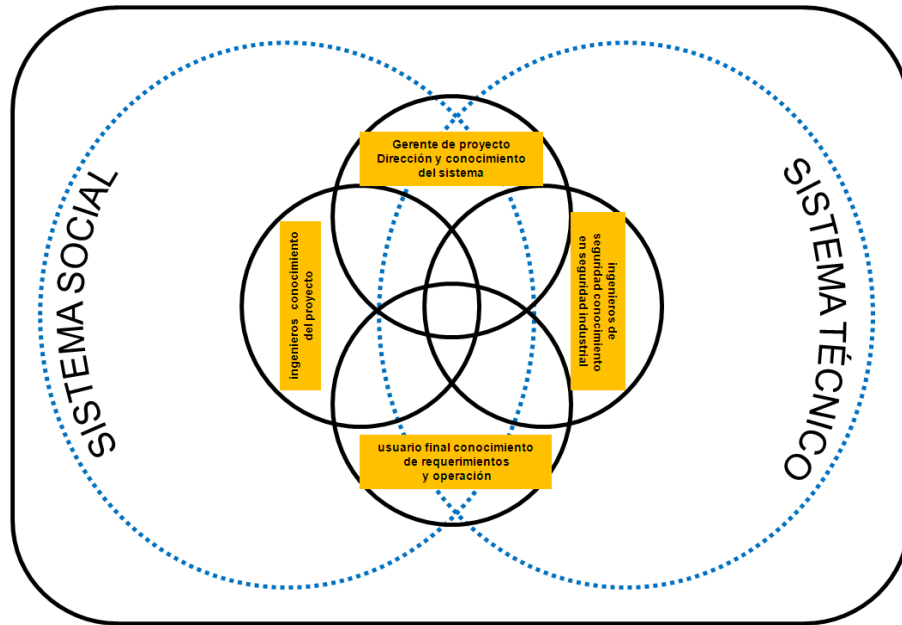 Gerente de proyecto
Dirección y conocimiento
del sistema
SISTEMA SOCIAL
ingenieros conocimiento
del proyecto
ingenieros de
seguridad conocimiento
en seguridad industrial
SISTEMA TÉCNICO
usuario final conocimiento
de requerimientos
y operación